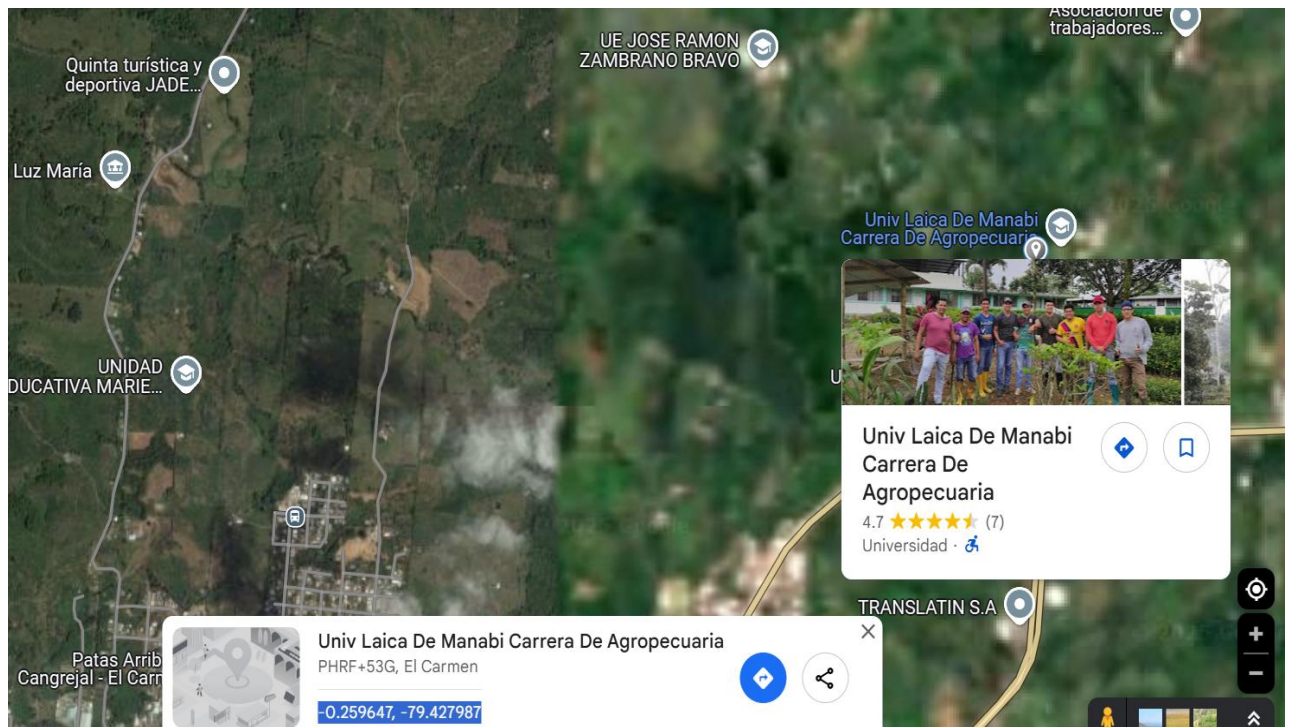 Asociación de
trabajadores...
UE JOSE RAMON
ZAMBRANO BRAVO
Quinta turística y
deportiva JADE...
Luz María
Univ Laica De Manabi
Carrera De Agropecuaria
UNIDAD
DUCATIVA MARIE...
U
Univ Laica De Manabi
Carrera De
Agropecuaria
4.7 (7)
Universidad ·
TRANSLATIN S.A
Patas Arrib
Cangrejal - El Carm
Univ Laica De Manabi Carrera De Agropecuaria
PHRF+53G, El Carmen
-0.259647, -79.427987